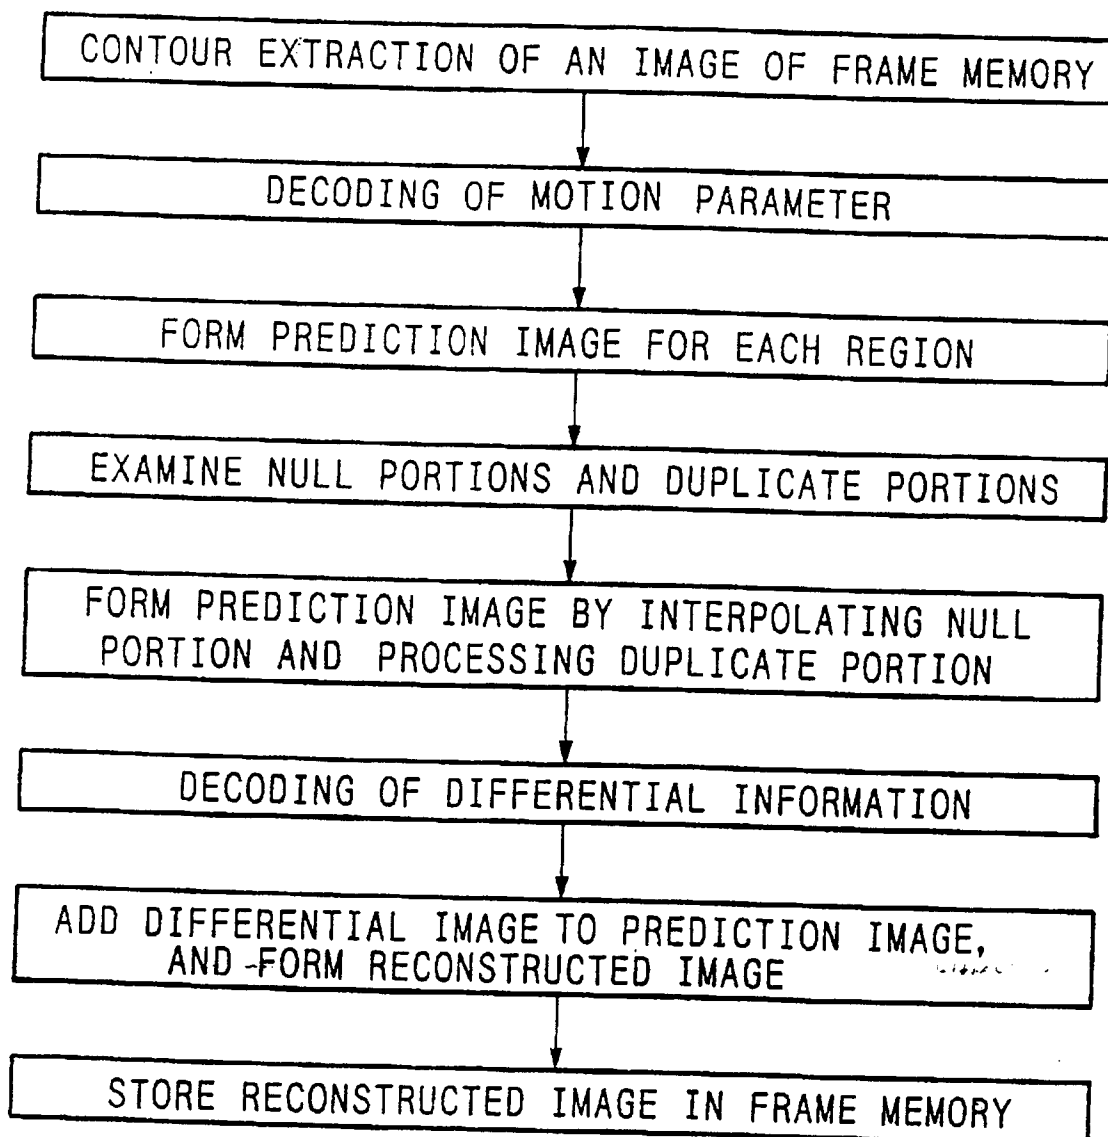 CONTOUR EXTRACTION OF AN IMAGE OF FRAME MEMORY
DECODING OF MOTION PARAMETER
FORM PREDICTION IMAGE FOR EACH REGION
EXAMINE NULL PORTIONS AND DUPLICATE PORTIONS
FORM PREDICTION IMAGE BY INTERPOLATING NULL
PORTION AND PROCESSING DUPLICATE PORTION
DECODING OF DIFFERENTIAL INFORMATION
ADD DIFFERENTIAL IMAGE TO PREDICTION IMAGE,
AND FORM RECONSTRUCTED IMAGE
STORE RECONSTRUCTED IMAGE IN FRAME MEMORY